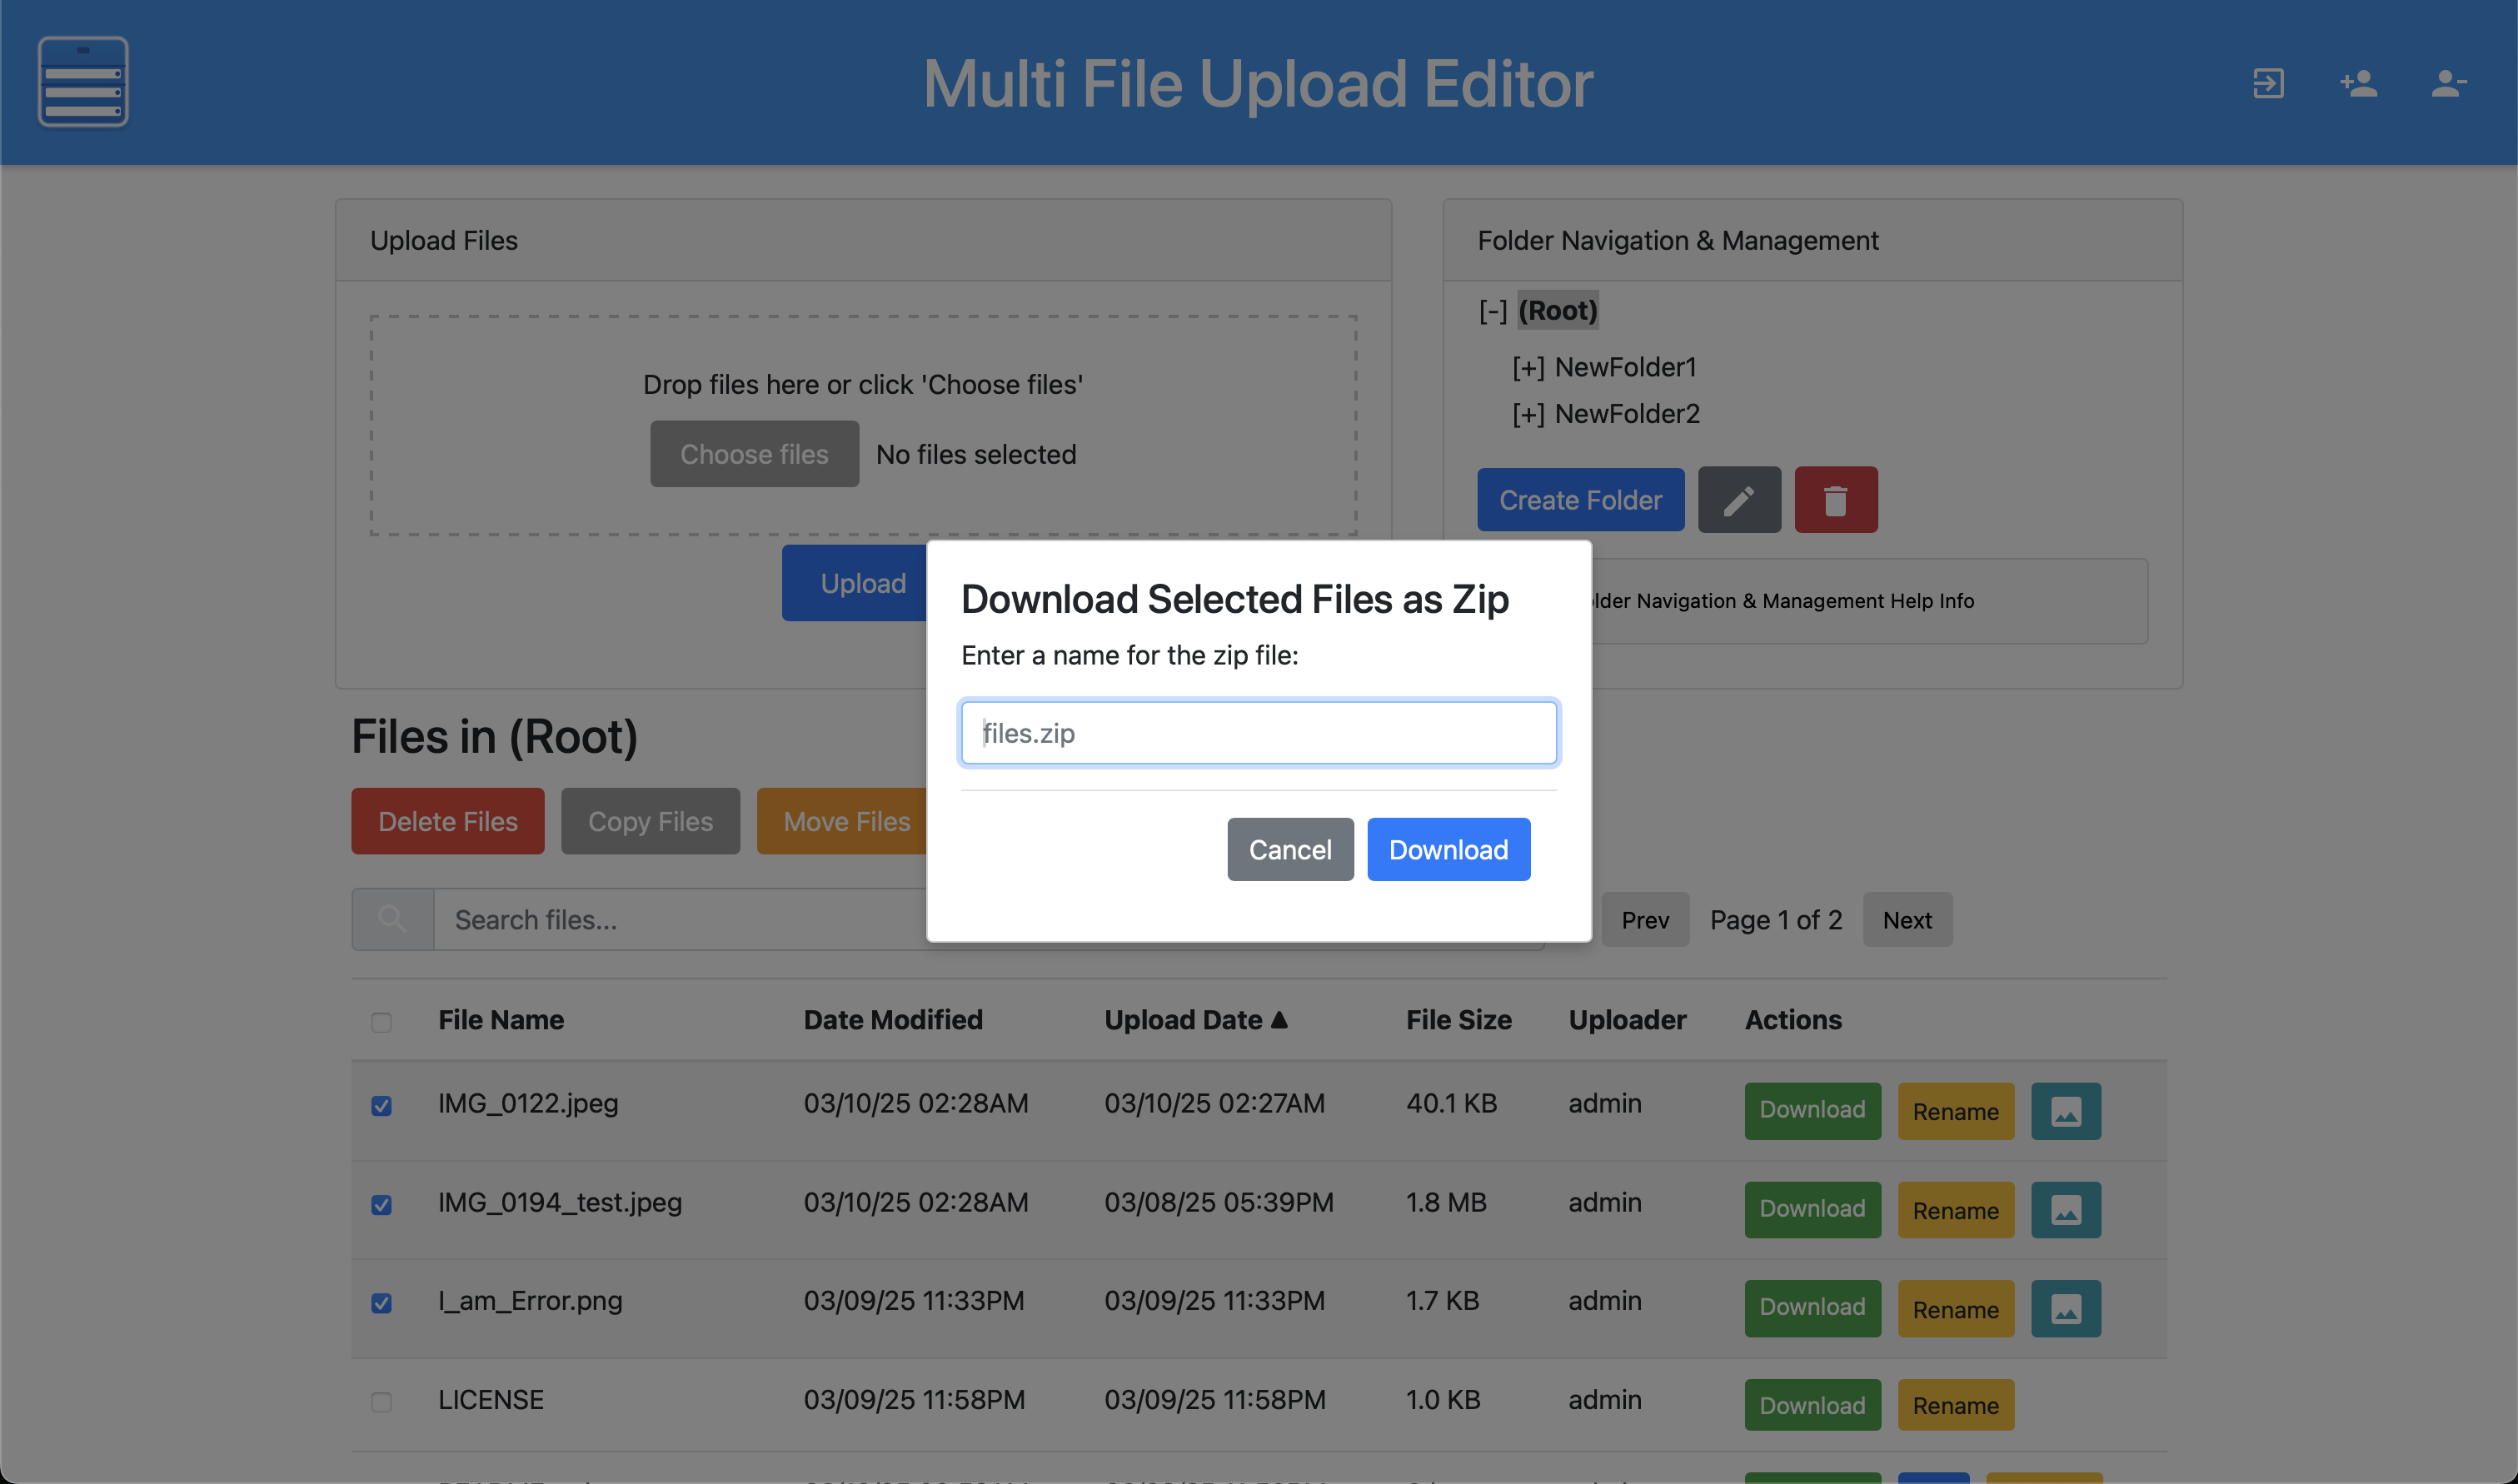 Multi File Upload Editor
Upload Files
Drop files here or click 'Choose files'
Choose files No files selected
Upload
Folder Navigation & Management
[-] (Root)
[+] NewFolder1
[+] NewFolder2
Create Folder
Navigation & Management Help Info
Download Selected Files as Zip
Enter a name for the zip file:
files.zip
Cancel Download
Files in (Root)
Delete Files Copy Files Move Files
Search files...
Prev Page 1 of 2 Next
File Name Date Modified Upload Date ▲ File Size Uploader Actions
IMG_0122.jpeg 03/10/25 02:28AM 03/10/25 02:27AM 40.1 KB admin Download Rename
IMG_0194_test.jpeg 03/10/25 02:28AM 03/08/25 05:39PM 1.8 MB admin Download Rename
I_am_Error.png 03/09/25 11:33PM 03/09/25 11:33PM 1.7 KB admin Download Rename
LICENSE 03/09/25 11:58PM 03/09/25 11:58PM 1.0 KB admin Download Rename